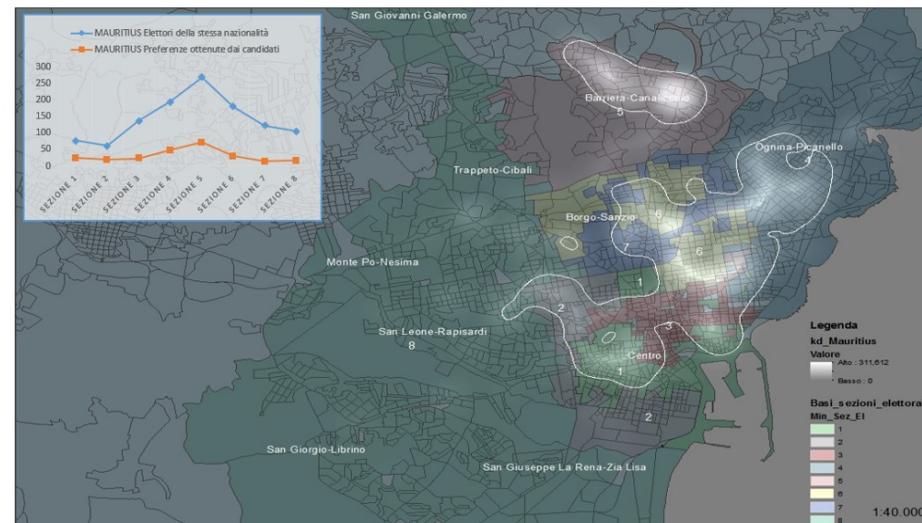 MAURITIUS Elettori della stessa nazionalità
MAURITIUS Preferenze ottenute dai candidati
300
250
200
150
100
50
0
SEZIONE 1
SEZIONE 2
SEZIONE 3
SEZIONE 4
SEZIONE 5
SEZIONE 6
SEZIONE 7
SEZIONE 8
San Giovanni Galermo
Barriera-Canalicchio
5
Ognina-Picanello
4
Trappeto-Cibali
Borgo-Sanzio
6
7
6
Monte Po-Nesima
1
2
San Leone-Rapisardi
8
3
Centro
1
2
San Giorgio-Librino
San Giuseppe La Rena-Zia Lisa
Legenda
kd_Mauritius
Valore
Alto : 311,612
Basso : 0
Basi_sezioni_elettora
Min_Sez_El
1
2
3
4
5
6
7
8
1:40.000